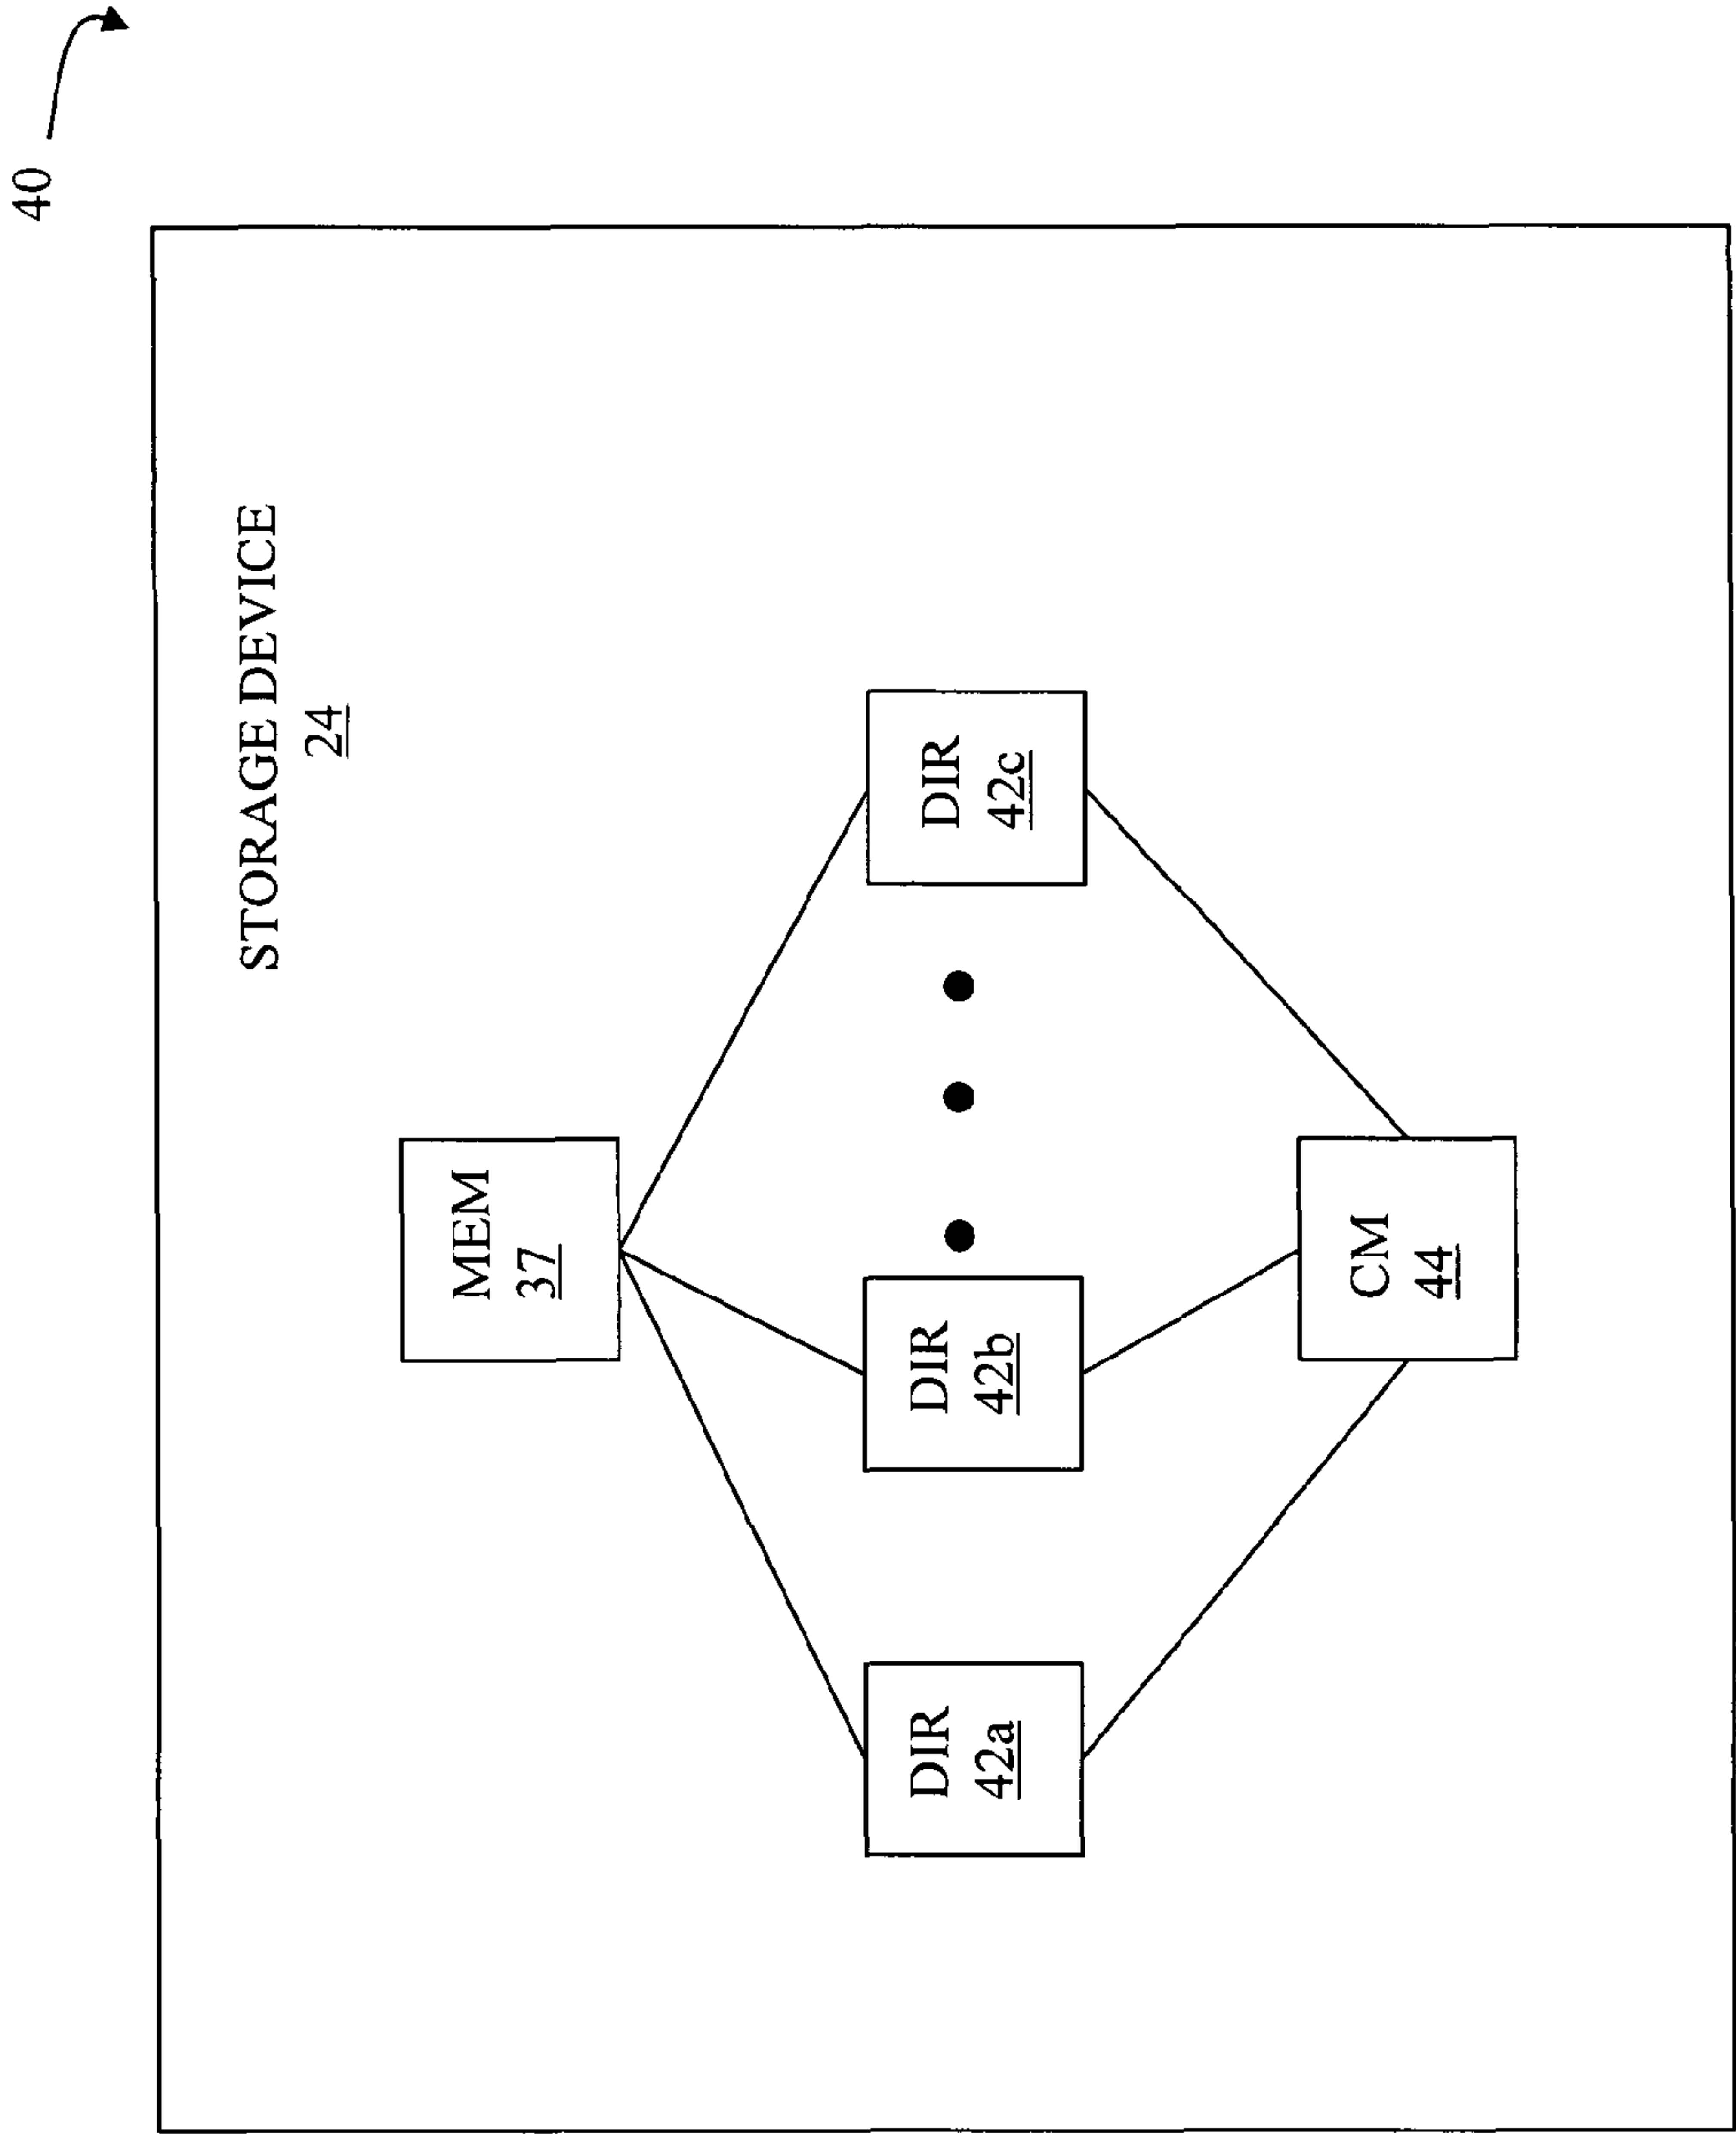 40
STORAGE DEVICE
24
MEM
37
DIR
42a
DIR
42b
DIR
42c
CM
44